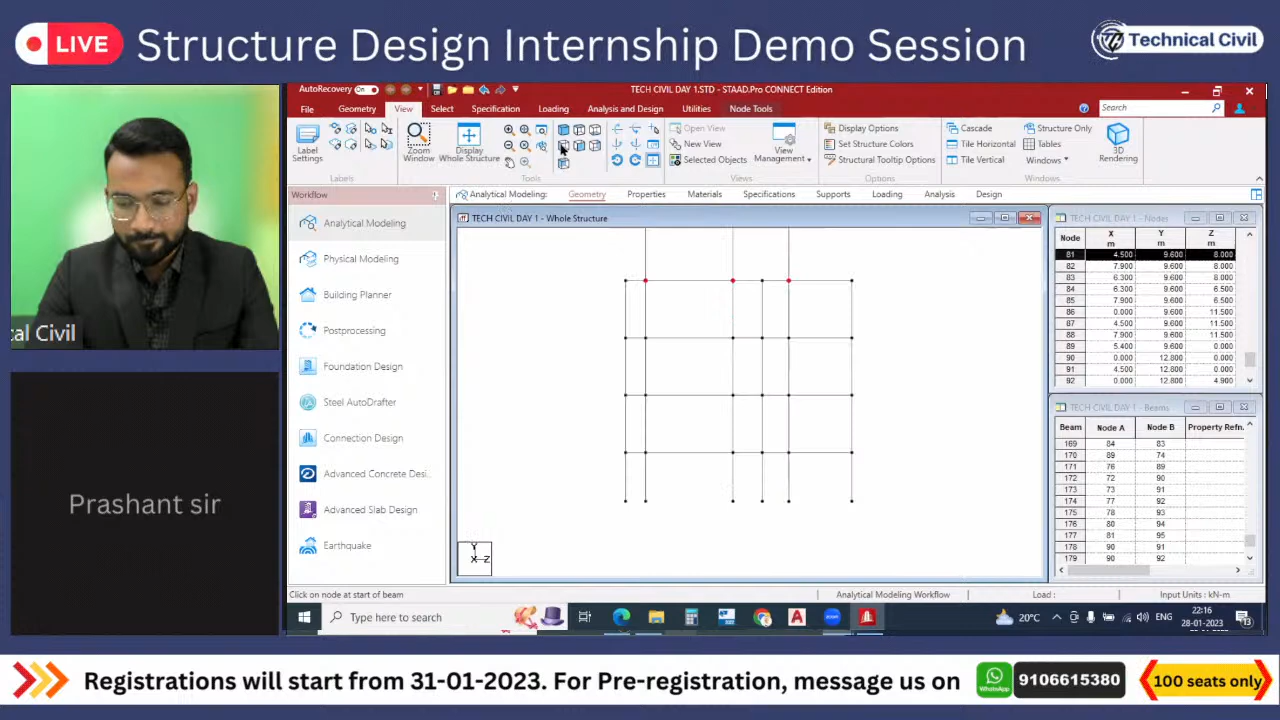 LIVE
Structure Design Internship Demo Session
Technical Civil
AutoRecovery On
TECH CIVIL DAY 1.STD - STAAD.Pro CONNECT Edition
File Geometry View Select Specification Loading Analysis and Design Utilities Node Tools
Search
Label Settings
Zoom Window
Display Whole Structure
Open View
New View
Selected Objects
View Management
Display Options
Set Structure Colors
Structural Tooltip Options
Cascade
Tile Horizontal
Tile Vertical
Structure Only
Tables
Windows
3D Rendering
Labels Tools Views Options Windows
Workflow
Analytical Modeling: Geometry Properties Materials Specifications Supports Loading Analysis Design
Analytical Modeling
Physical Modeling
Building Planner
Postprocessing
Foundation Design
Steel AutoDrafter
Connection Design
Advanced Concrete Desi...
Advanced Slab Design
Earthquake
TECH CIVIL DAY 1 - Whole Structure
Y
X Z
TECH CIVIL DAY 1 - Nodes
Node X m Y m Z m
81 4.500 9.600 8.000
82 7.900 9.600 8.000
83 6.300 9.600 8.000
84 6.300 9.600 6.500
85 7.900 9.600 6.500
86 0.000 9.600 11.500
87 4.500 9.600 11.500
88 7.900 9.600 11.500
89 5.400 9.600 0.000
90 0.000 12.800 0.000
91 4.500 12.800 0.000
92 0.000 12.800 4.900
TECH CIVIL DAY 1 - Beams
Beam Node A Node B Property Refn.
169 84 83
170 89 74
171 76 89
172 72 90
173 73 91
174 77 92
175 78 93
176 80 94
177 81 95
178 90 91
179 90 92
al Civil
Prashant sir
Click on node at start of beam
Analytical Modeling Workflow
Load :
Input Units : kN-m
Type here to search
20°C
ENG
22:16
28-01-2023
Registrations will start from 31-01-2023. For Pre-registration, message us on
WhatsApp
9106615380
100 seats only